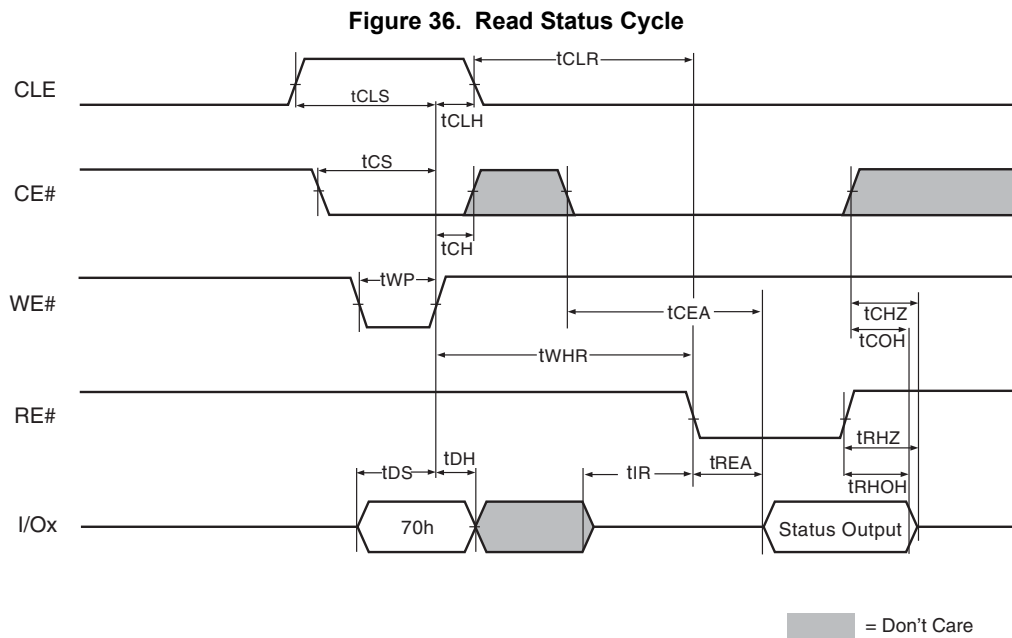 Figure 36. Read Status Cycle
tCLR
CLE
tCLS
tCLH
tCS
CE#
tCH
tWP
WE#
tCEA
tCHZ
tCOH
tWHR
RE#
tRHZ
tDS
tDH
tIR
tREA
tRHOH
I/Ox
70h
Status Output
= Don't Care